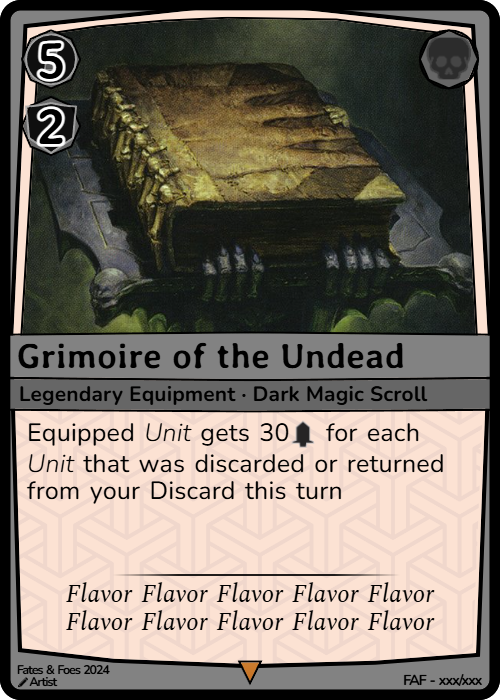 5
2
Grimoire of the Undead
Legendary Equipment · Dark Magic Scroll
Equipped Unit gets 30 for each
Unit that was discarded or returned
from your Discard this turn
Flavor Flavor Flavor Flavor Flavor
Flavor Flavor Flavor Flavor Flavor
Fates & Foes 2024
Artist
FAF - xxx/xxx